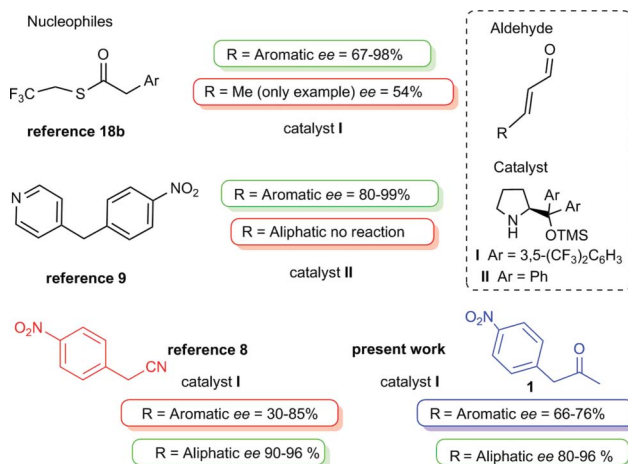 Nucleophiles
O
F₃C
S
Ar
reference 18b
R = Aromatic ee = 67-98%
R = Me (only example) ee = 54%
catalyst I
N
NO₂
reference 9
R = Aromatic ee = 80-99%
R = Aliphatic no reaction
catalyst II
Aldehyde
O
R
Catalyst
Ar
Ar
N
H
OTMS
I Ar = 3,5-(CF₃)₂C₆H₃
II Ar = Ph
O₂N
CN
reference 8
catalyst I
R = Aromatic ee = 30-85%
R = Aliphatic ee 90-96 %
present work
catalyst I
O₂N
O
1
R = Aromatic ee = 66-76%
R = Aliphatic ee 80-96 %